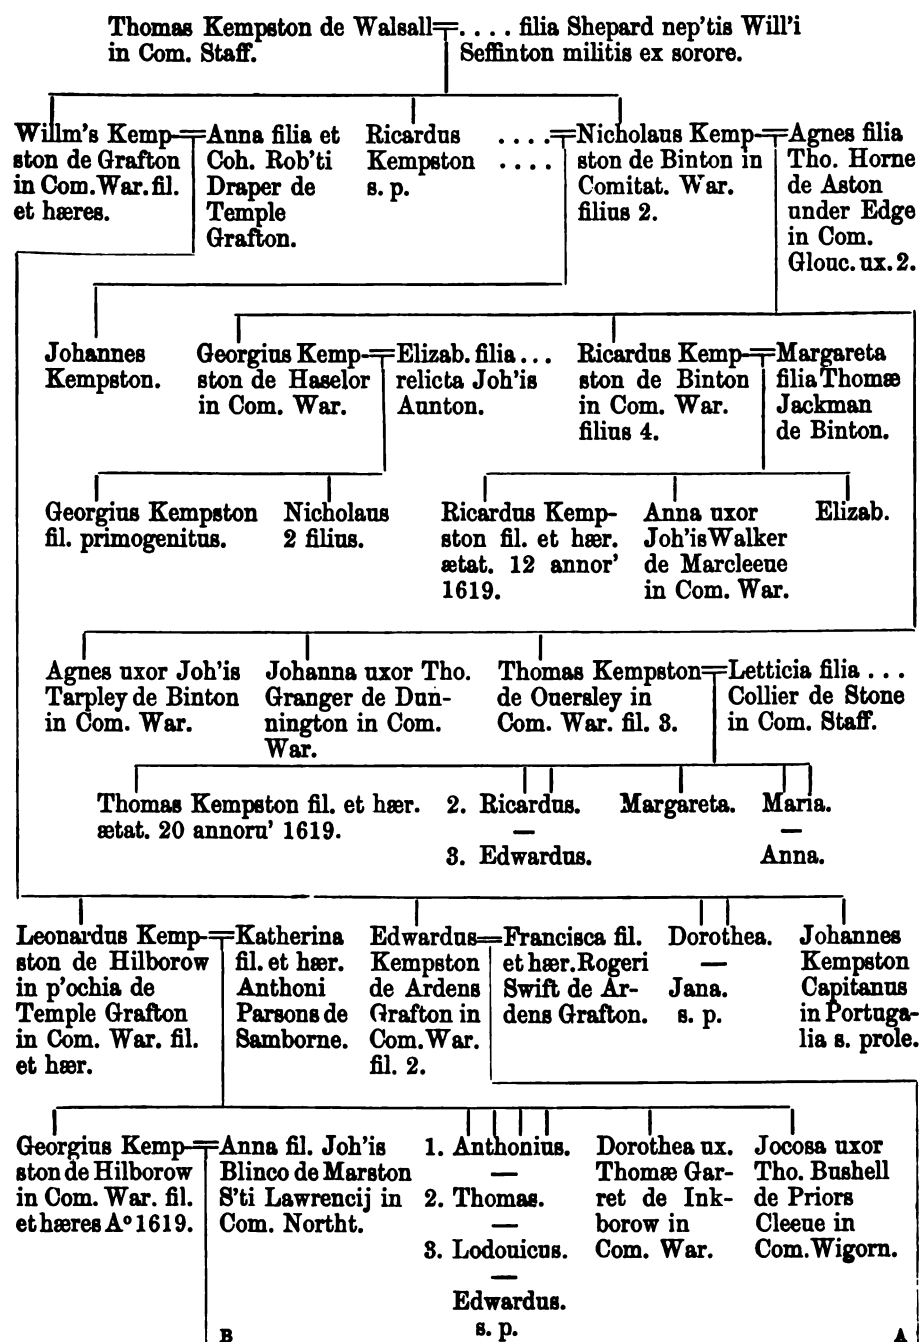 Thomas Kempston de Walsall=.... filia Shepard nep'tis Will'i
in Com. Staff.
Seffinton militis ex sorore.
Willm's Kemp-
ston de Grafton
in Com. War. fil.
et hæres.
=Anna filia et
Coh. Rob'ti
Draper de
Temple
Grafton.
Ricardus
Kempston
s. p.
....
....
=Nicholaus Kemp-
ston de Binton in
Comitat. War.
filius 2.
=Agnes filia
Tho. Horne
de Aston
under Edge
in Com.
Glouc. ux. 2.
Johannes
Kempston.
Georgius Kemp-
ston de Haselor
in Com. War.
=Elizab. filia...
relicta Joh'is
Aunton.
Ricardus Kemp-
ston de Binton
in Com. War.
filius 4.
=Margareta
filia Thomæ
Jackman
de Binton.
Georgius Kempston
fil. primogenitus.
Nicholaus
2 filius.
Ricardus Kemp-
ston fil. et hær.
ætat. 12 annor'
1619.
Anna uxor
Joh'is Walker
de Marcleeue
in Com. War.
Elizab.
Agnes uxor Joh'is
Tarpley de Binton
in Com. War.
Johanna uxor Tho.
Granger de Dun-
nington in Com.
War.
Thomas Kempston
de Ouersley in
Com. War. fil. 3.
=Letticia filia ...
Collier de Stone
in Com. Staff.
Thomas Kempston fil. et hær.
ætat. 20 annoru' 1619.
2. Ricardus.
—
3. Edwardus.
Margareta.
Maria.
—
Anna.
Leonardus Kemp-
ston de Hilborow
in p'ochia de
Temple Grafton
in Com. War. fil.
et hær.
=Katherina
fil. et hær.
Anthoni
Parsons de
Samborne.
Edwardus
Kempston
de Ardens
Grafton in
Com. War.
fil. 2.
=Francisca fil.
et hær. Rogeri
Swift de Ar-
dens Grafton.
Dorothea.
—
Jana.
s. p.
Johannes
Kempston
Capitanus
in Portuga-
lia s. prole.
Georgius Kemp-
ston de Hilborow
in Com. War. fil.
et hæres Aº 1619.
=Anna fil. Joh'is
Blinco de Marston
S'ti Lawrencij in
Com. Northt.
1. Anthonius.
—
2. Thomas.
—
3. Lodouicus.
—
Edwardus.
s. p.
Dorothea ux.
Thomæ Gar-
ret de Ink-
borow in
Com. War.
Jocosa uxor
Tho. Bushell
de Priors
Cleeue in
Com. Wigorn.
B
A